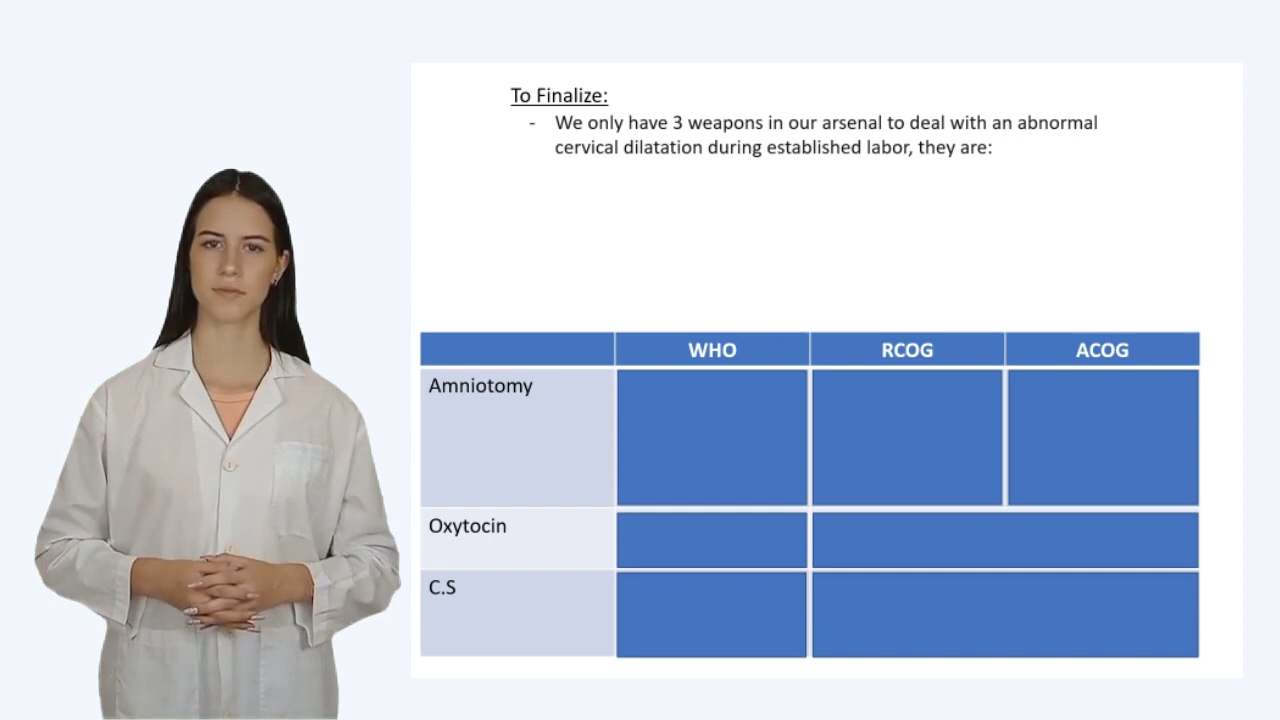 To Finalize:
- We only have 3 weapons in our arsenal to deal with an abnormal
cervical dilatation during established labor, they are:
WHO RCOG ACOG
Amniotomy
Oxytocin
C.S